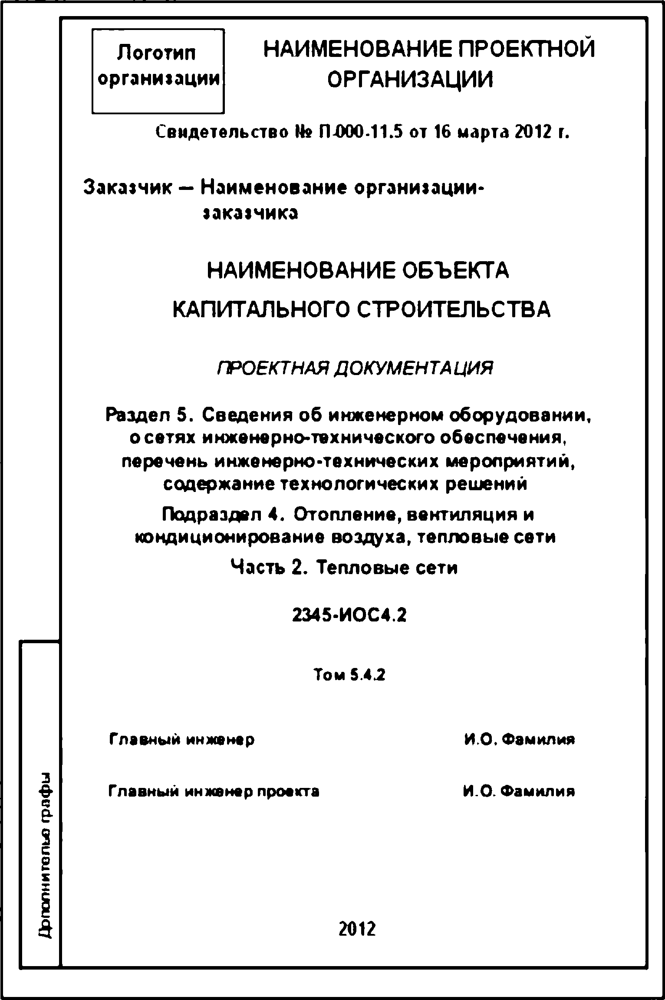 Логотип
организации
НАИМЕНОВАНИЕ ПРОЕКТНОЙ
ОРГАНИЗАЦИИ
Свидетельство № П-000-11.5 от 16 марта 2012 г.
Заказчик — Наименование организации-
заказчика
НАИМЕНОВАНИЕ ОБЪЕКТА
КАПИТАЛЬНОГО СТРОИТЕЛЬСТВА
ПРОЕКТНАЯ ДОКУМЕНТАЦИЯ
Раздел 5. Сведения об инженерном оборудовании,
о сетях инженерно-технического обеспечения,
перечень инженерно-технических мероприятий,
содержание технологических решений
Подраздел 4. Отопление, вентиляция и
кондиционирование воздуха, тепловые сети
Часть 2. Тепловые сети
2345-ИОС4.2
Том 5.4.2
Главный инженер И.О. Фамилия
Главный инженер проекта И.О. Фамилия
Дополнительные графы
2012